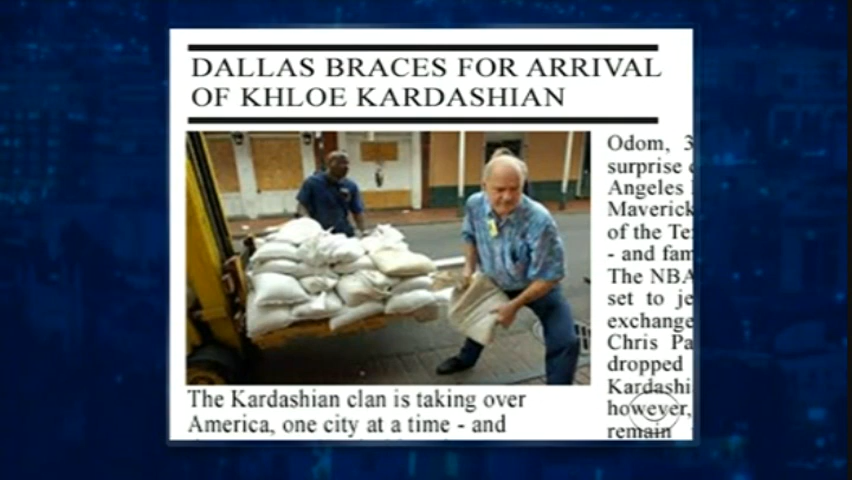 DALLAS BRACES FOR ARRIVAL
OF KHLOE KARDASHIAN
The Kardashian clan is taking over
America, one city at a time - and
Odom, 3
surprise
Angeles
Maverick
of the Te
- and fam
The NBA
set to je
exchange
Chris Pa
dropped
Kardashi
however,
remain